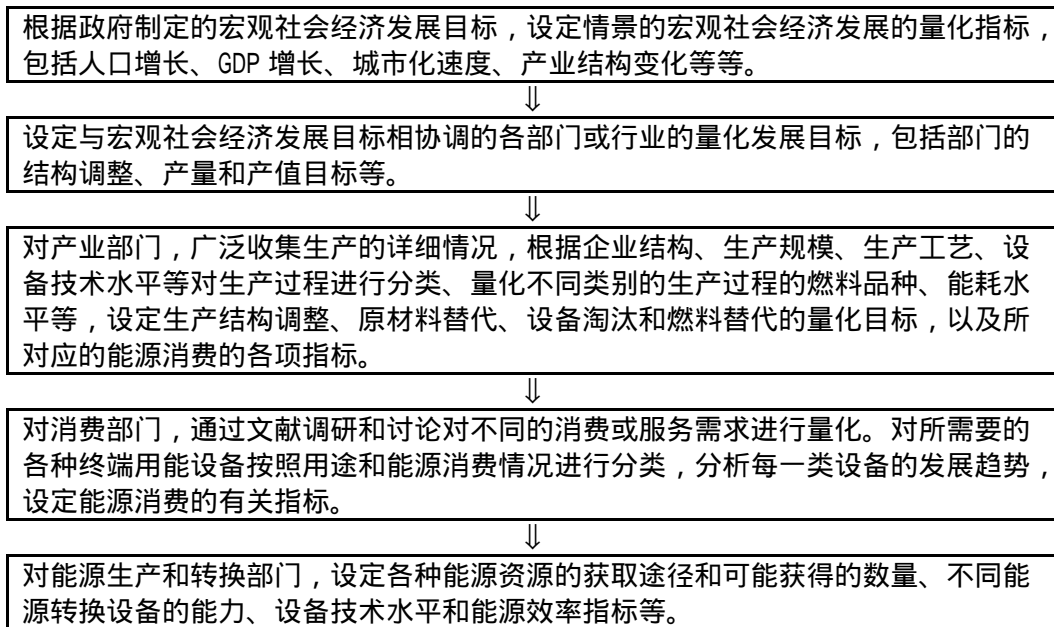 根据政府制定的宏观社会经济发展目标，设定情景的宏观社会经济发展的量化指标，
包括人口增长、GDP 增长、城市化速度、产业结构变化等等。
⇓
设定与宏观社会经济发展目标相协调的各部门或行业的量化发展目标，包括部门的
结构调整、产量和产值目标等。
⇓
对产业部门，广泛收集生产的详细情况，根据企业结构、生产规模、生产工艺、设
备技术水平等对生产过程进行分类、量化不同类别的生产过程的燃料品种、能耗水
平等，设定生产结构调整、原材料替代、设备淘汰和燃料替代的量化目标，以及所
对应的能源消费的各项指标。
⇓
对消费部门，通过文献调研和讨论对不同的消费或服务需求进行量化。对所需要的
各种终端用能设备按照用途和能源消费情况进行分类，分析每一类设备的发展趋势，
设定能源消费的有关指标。
⇓
对能源生产和转换部门，设定各种能源资源的获取途径和可能获得的数量、不同能
源转换设备的能力、设备技术水平和能源效率指标等。